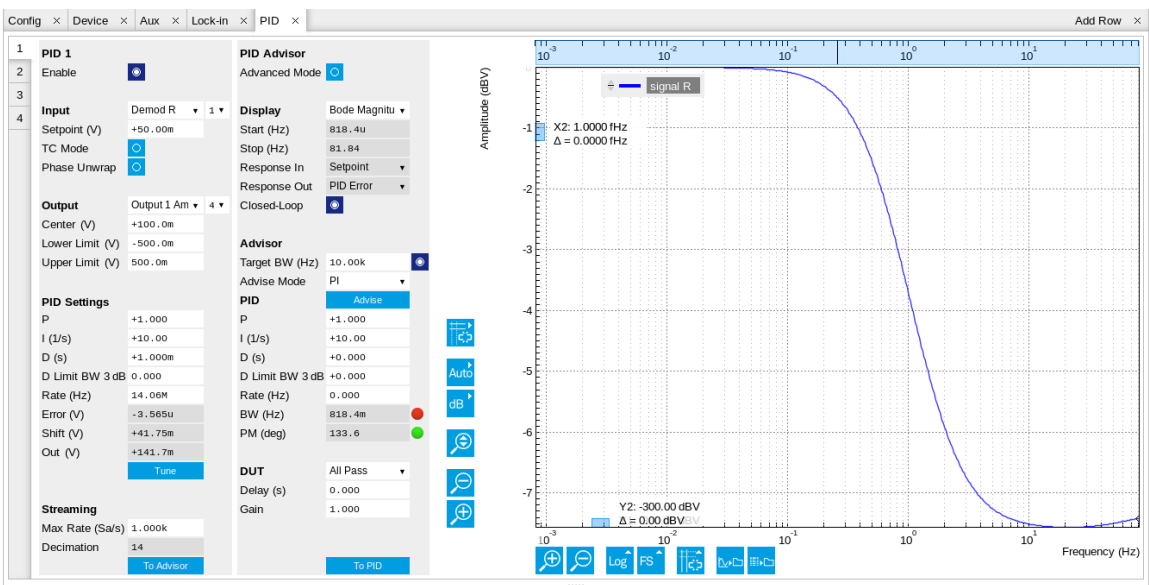 Config × Device × Aux × Lock-in × PID × Add Row ×
1
2
3
4
PID 1
Enable
Input Demod R 1
Setpoint (V) +50.00m
TC Mode
Phase Unwrap
Output Output 1 Am 4
Center (V) +100.0m
Lower Limit (V) -500.0m
Upper Limit (V) 500.0m
PID Settings
P +1.000
I (1/s) +10.00
D (s) +1.000m
D Limit BW 3 dB 0.000
Rate (Hz) 14.06M
Error (V) -3.565u
Shift (V) +41.75m
Out (V) +141.7m
Tune
Streaming
Max Rate (Sa/s) 1.000k
Decimation 14
To Advisor
PID Advisor
Advanced Mode
Display Bode Magnitu
Start (Hz) 818.4u
Stop (Hz) 81.84
Response In Setpoint
Response Out PID Error
Closed-Loop
Advisor
Target BW (Hz) 10.00k
Advise Mode PI
PID Advise
P +1.000
I (1/s) +10.00
D (s) +0.000
D Limit BW 3 dB +0.000
Rate (Hz) 0.000
BW (Hz) 818.4m
PM (deg) 133.6
DUT All Pass
Delay (s) 0.000
Gain 1.000
To PID
Auto
dB
10⁻³ 10⁻² 10⁻¹ 10⁰ 10¹
signal R
Amplitude (dBV)
0
-1
-2
-3
-4
-5
-6
-7
X2: 1.0000 fHz
Δ = 0.0000 fHz
Y2: -300.00 dBV
Δ = 0.00 dBV
10⁻³ 10⁻² 10⁻¹ 10⁰ 10¹
Frequency (Hz)
Log FS